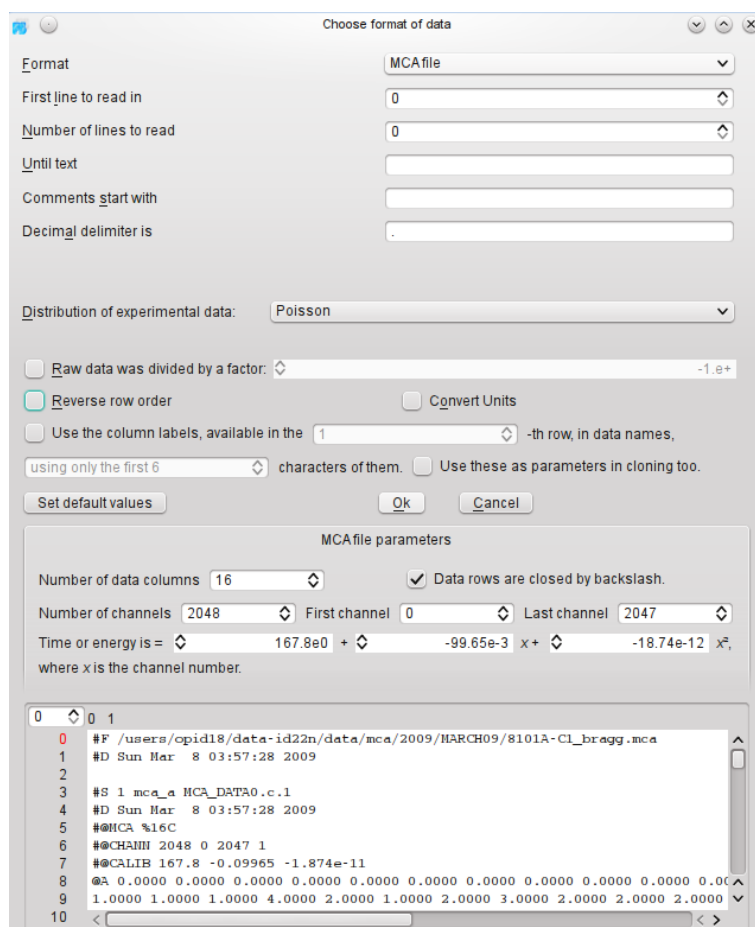 Choose format of data
Format MCAfile
First line to read in 0
Number of lines to read 0
Until text
Comments start with
Decimal delimiter is .
Distribution of experimental data: Poisson
Raw data was divided by a factor: -1.e+
Reverse row order Convert Units
Use the column labels, available in the 1 -th row, in data names,
using only the first 6 characters of them. Use these as parameters in cloning too.
Set default values Ok Cancel
MCAfile parameters
Number of data columns 16 Data rows are closed by backslash.
Number of channels 2048 First channel 0 Last channel 2047
Time or energy is = 167.8e0 + -99.65e-3 x + -18.74e-12 x²,
where x is the channel number.
0 0 1
0 #F /users/opid18/data-id22n/data/mca/2009/MARCH09/8101A-C1_bragg.mca
1 #D Sun Mar  8 03:57:28 2009
2
3 #S 1 mca_a MCA_DATA0.c.1
4 #D Sun Mar  8 03:57:28 2009
5 #@MCA %16C
6 #@CHANN 2048 0 2047 1
7 #@CALIB 167.8 -0.09965 -1.874e-11
8 @A 0.0000 0.0000 0.0000 0.0000 0.0000 0.0000 0.0000 0.0000 0.0000 0.0000 0.00
9 1.0000 1.0000 1.0000 4.0000 2.0000 1.0000 2.0000 3.0000 2.0000 2.0000 2.0000
10